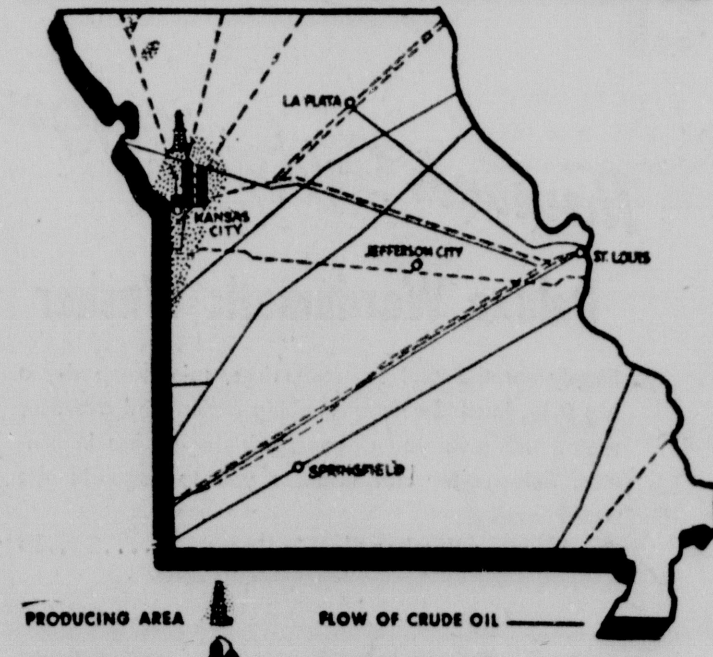 LA PLATA
KANSAS
CITY
JEFFERSON CITY
ST. LOUIS
SPRINGFIELD
PRODUCING AREA
FLOW OF CRUDE OIL